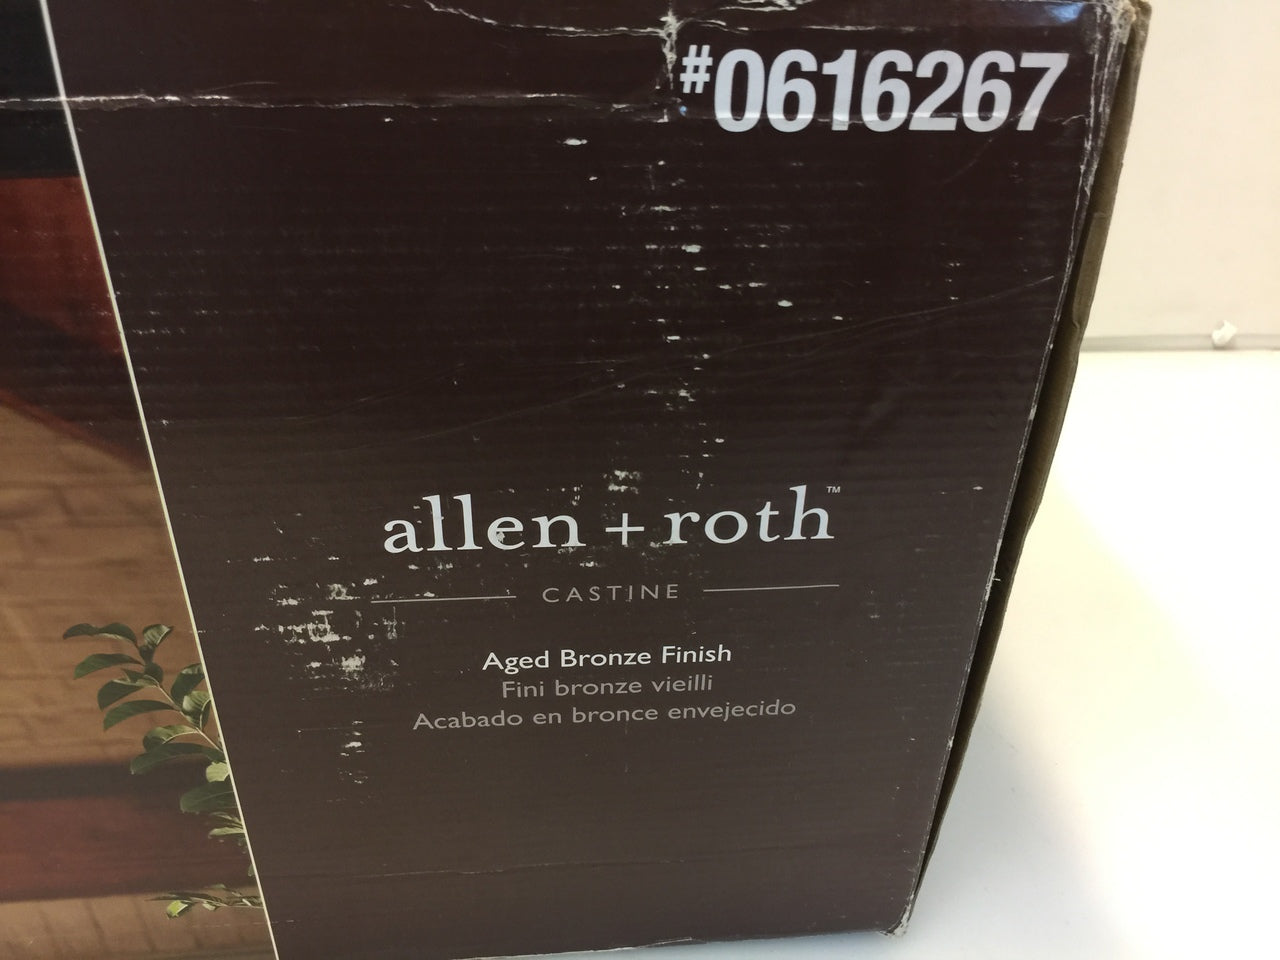 #0616267
allen + roth™
CASTINE
Aged Bronze Finish
Fini bronze vieilli
Acabado en bronce envejecido